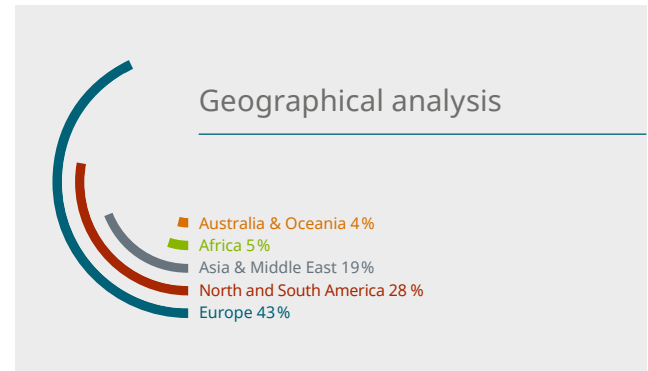 Geographical analysis
Australia & Oceania 4%
Africa 5%
Asia & Middle East 19%
North and South America 28 %
Europe 43%